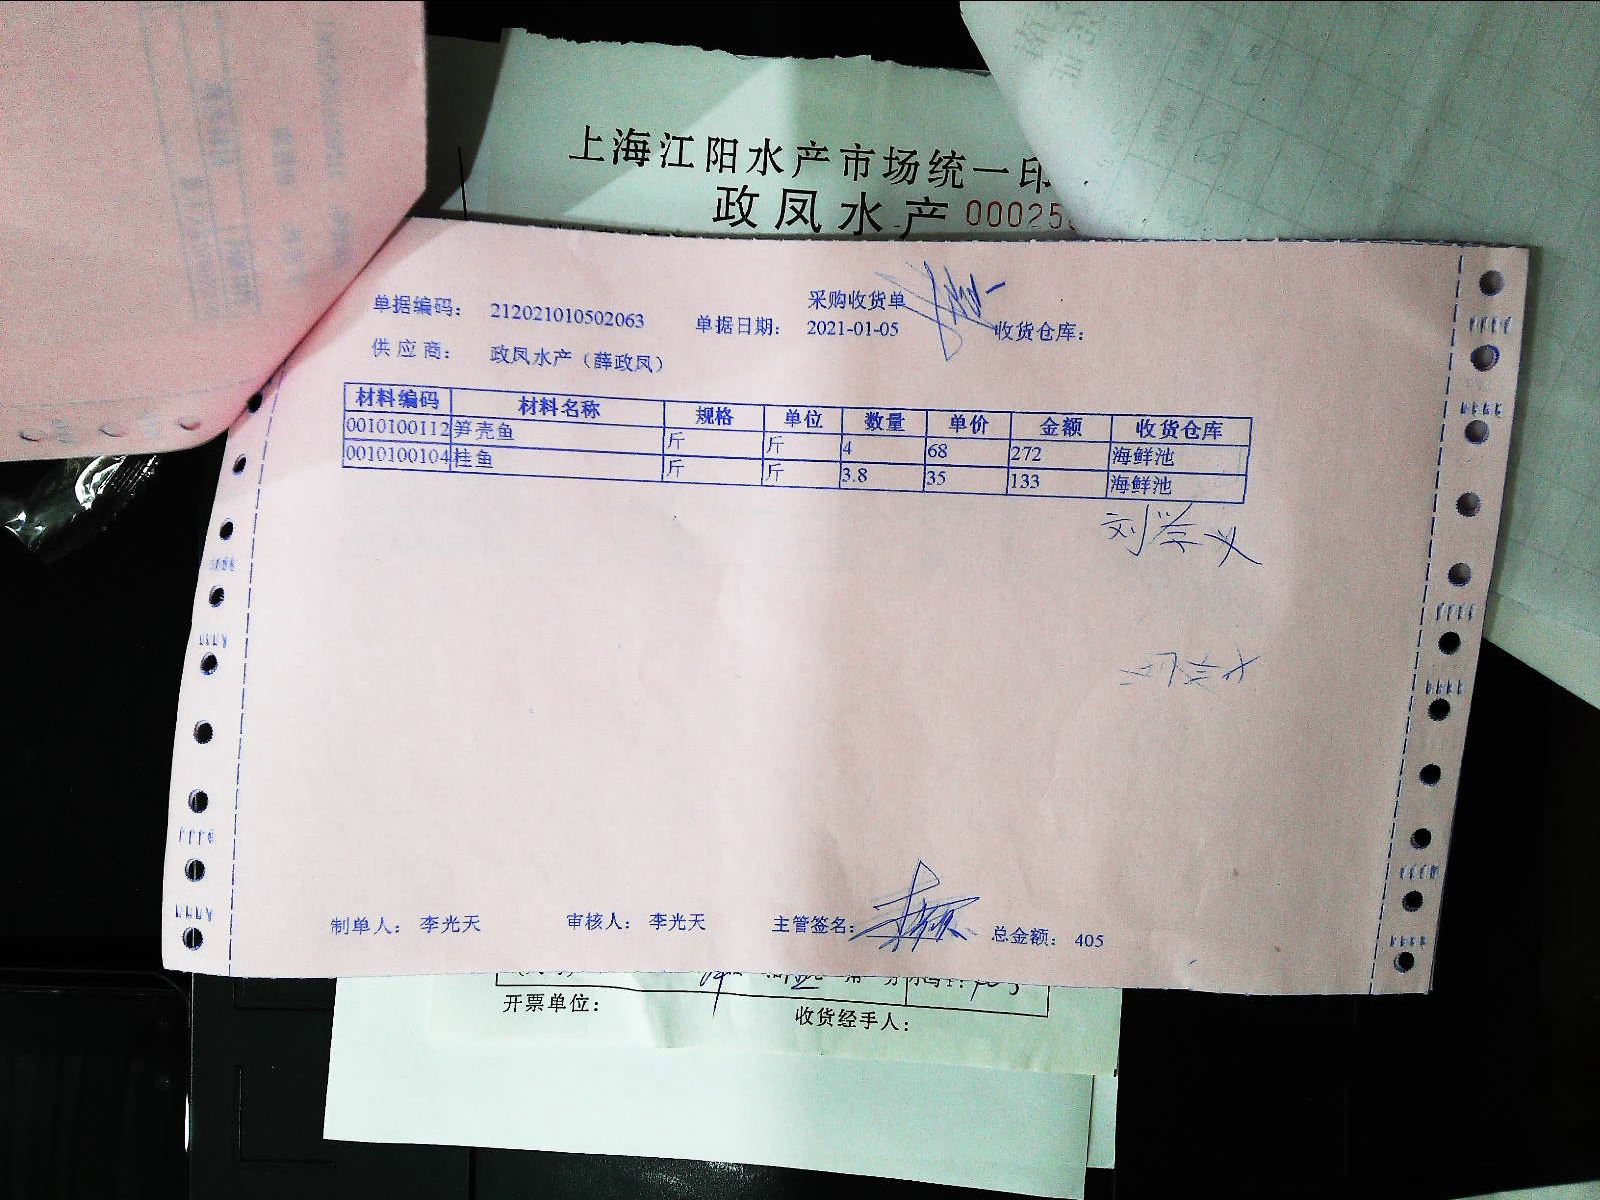 上海江阳水产市场统一印
政凤水产 00025
采购收货单
单据编码： 212021010502063 单据日期： 2021-01-05 收货仓库：
供应商： 政凤水产（薛政凤）
材料编码 材料名称 规格 单位 数量 单价 金额 收货仓库
0010100112 笋壳鱼 斤 斤 4 68 272 海鲜池
0010100104 桂鱼 斤 斤 3.8 35 133 海鲜池
制单人： 李光天 审核人： 李光天 主管签名： 总金额： 405
开票单位： 收货经手人：